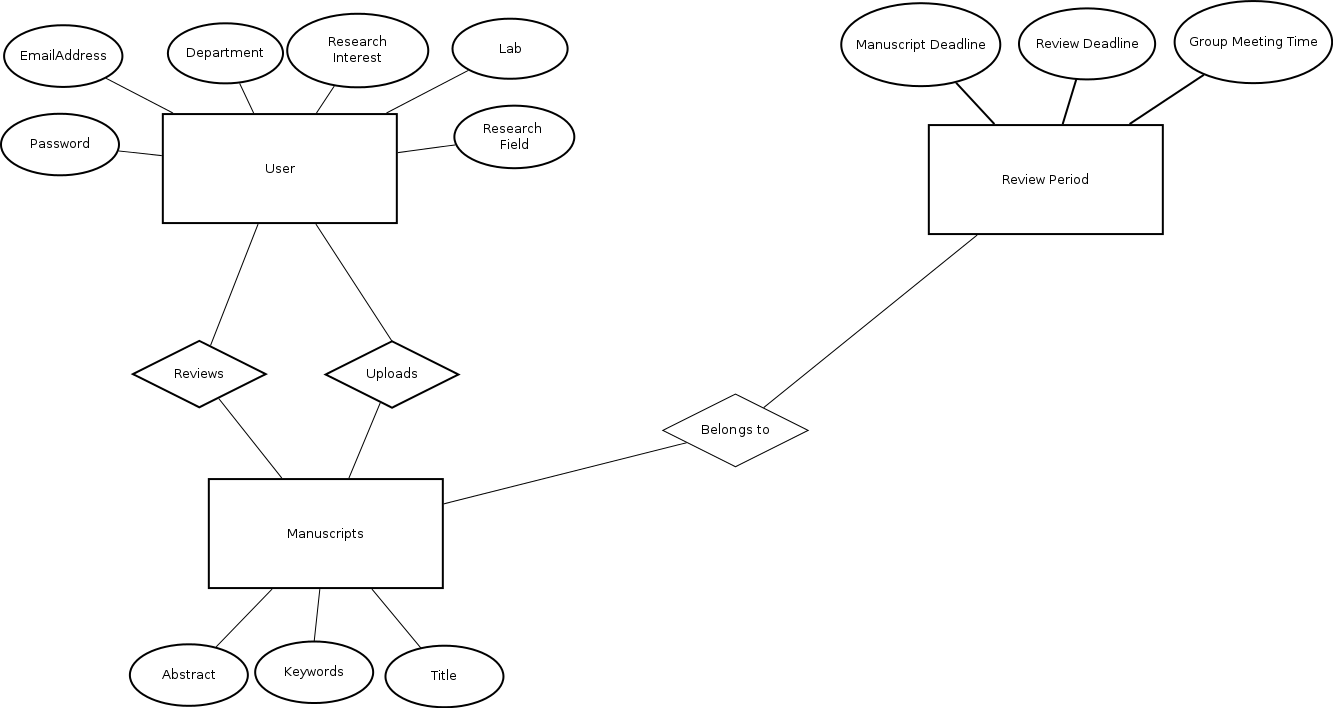 EmailAddress
Department
Research
Interest
Lab
Manuscript Deadline
Review Deadline
Group Meeting Time
Password
Research
Field
User
Review Period
Reviews
Uploads
Belongs to
Manuscripts
Abstract
Keywords
Title